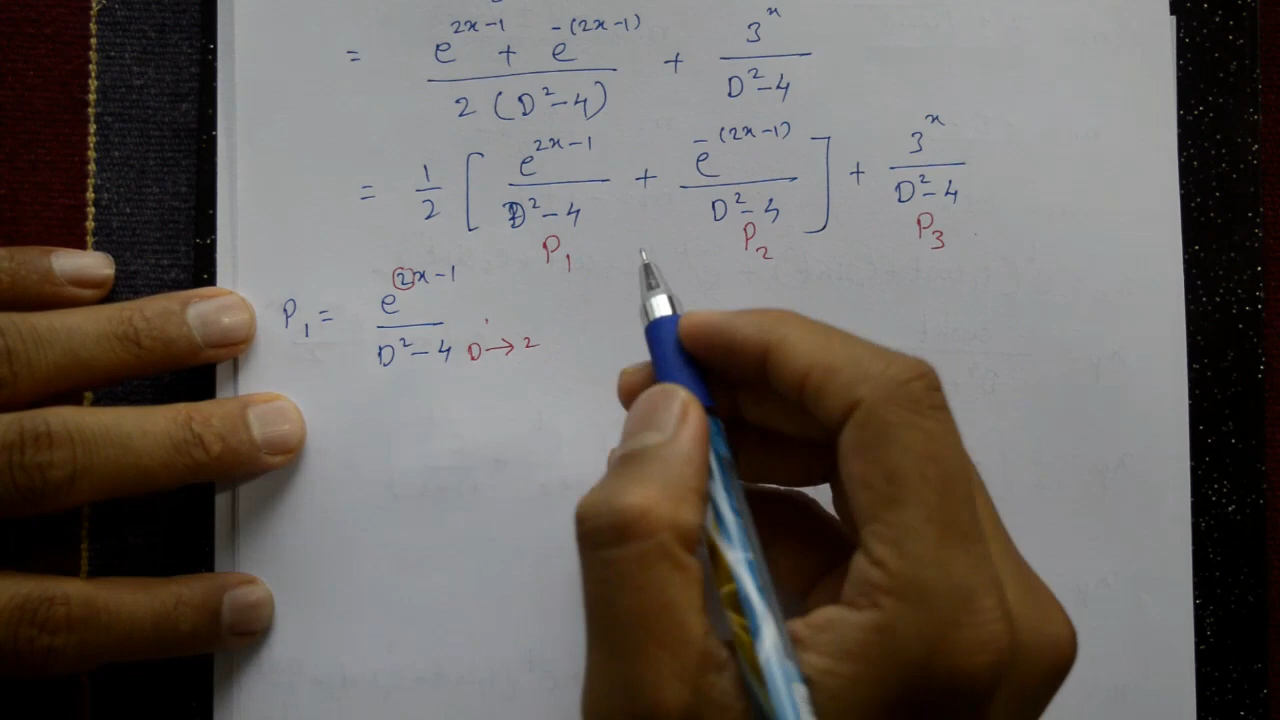 = e^{2x-1} + e^{-(2x-1)} / 2 (D²-4) + 3^x / D²-4
= 1/2 [ e^{2x-1} / D²-4 + e^{-(2x-1)} / D²-4 ] + 3^x / D²-4
P₁ P₂ P₃
P₁ = e^{2x-1} / D²-4 D→2